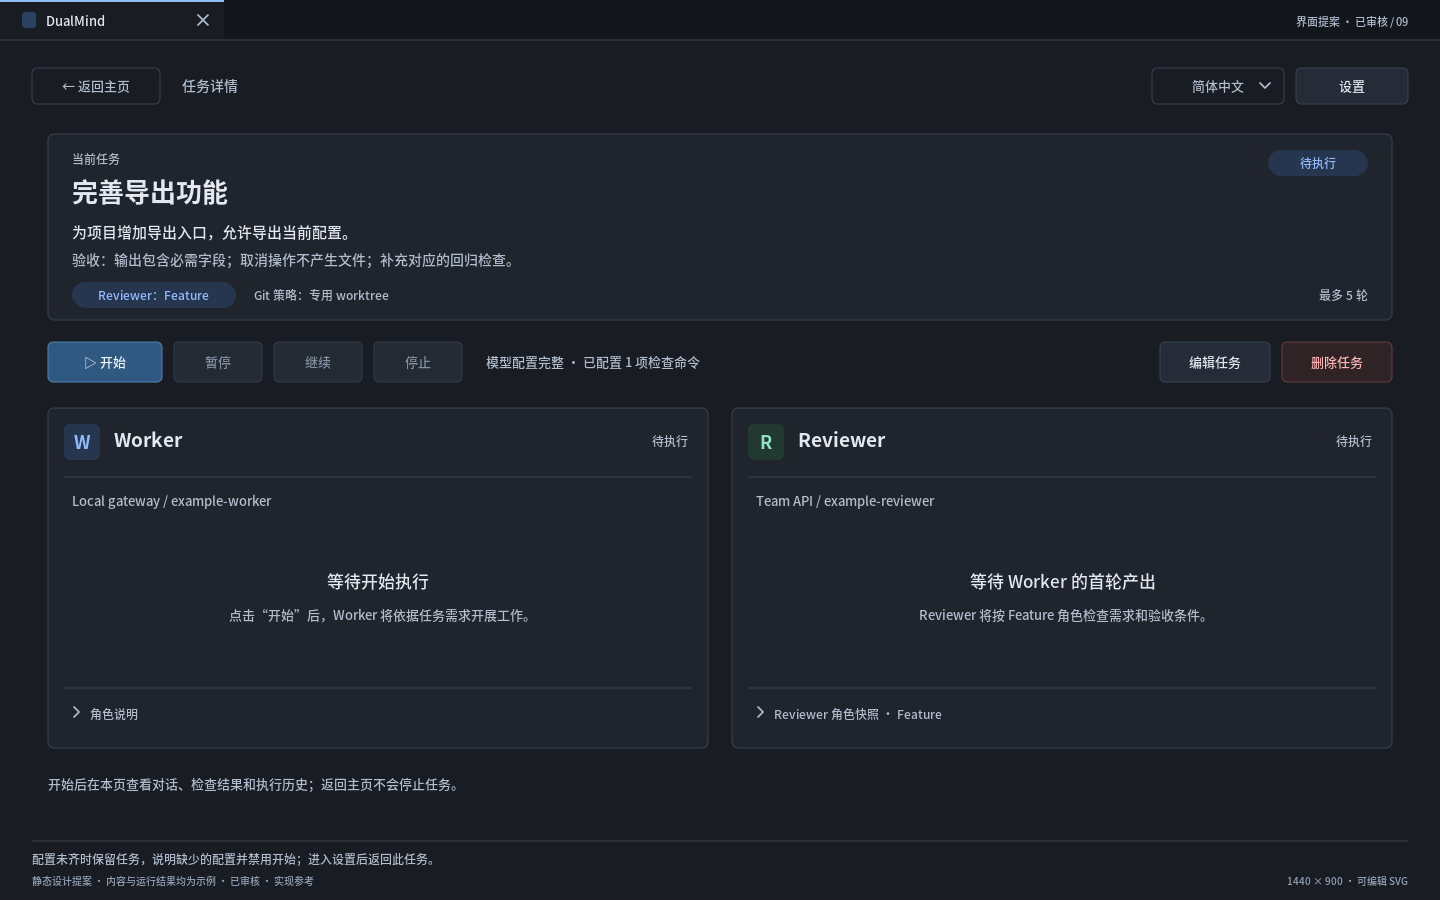 DualMind
界面提案 · 已审核 / 09
← 返回主页
任务详情
简体中文
设置
当前任务
待执行
完善导出功能
为项目增加导出入口，允许导出当前配置。
验收：输出包含必需字段；取消操作不产生文件；补充对应的回归检查。
Reviewer：Feature
Git 策略：专用 worktree
最多 5 轮
▷ 开始
暂停
继续
停止
模型配置完整 · 已配置 1 项检查命令
编辑任务
删除任务
W
Worker
待执行
Local gateway / example-worker
等待开始执行
点击“开始”后，Worker 将依据任务需求开展工作。
角色说明
R
Reviewer
待执行
Team API / example-reviewer
等待 Worker 的首轮产出
Reviewer 将按 Feature 角色检查需求和验收条件。
Reviewer 角色快照 · Feature
开始后在本页查看对话、检查结果和执行历史；返回主页不会停止任务。
配置未齐时保留任务，说明缺少的配置并禁用开始；进入设置后返回此任务。
静态设计提案 · 内容与运行结果均为示例 · 已审核 · 实现参考
1440 × 900 · 可编辑 SVG